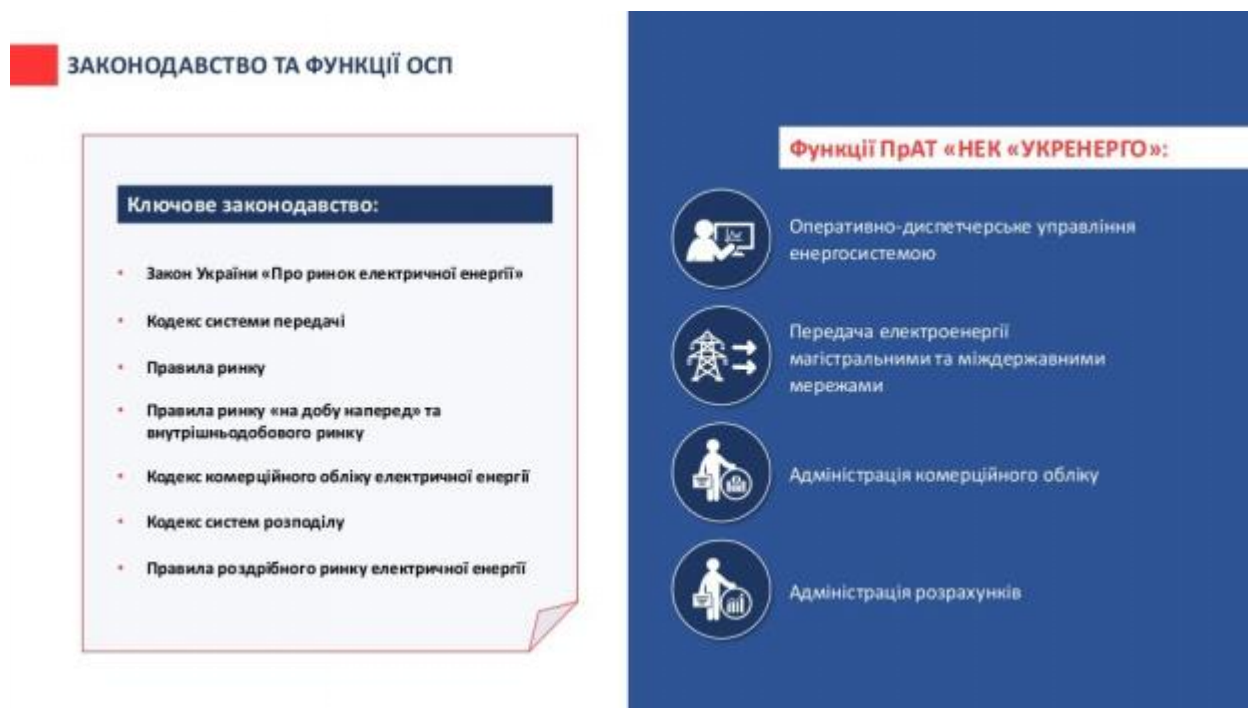 ЗАКОНОДАВСТВО ТА ФУНКЦІЇ ОСП
Ключове законодавство:
• Закон України «Про ринок електричної енергії»
• Кодекс системи передачі
• Правила ринку
• Правила ринку «на добу наперед» та
внутрішньодобового ринку
• Кодекс комерційного обліку електричної енергії
• Кодекс систем розподілу
• Правила роздрібного ринку електричної енергії
Функції ПрАТ «НЕК «УКРЕНЕРГО»:
Оперативно-диспетчерське управління
енергосистемою
Передача електроенергії
магістральними та міждержавними
мережами
Адміністрація комерційного обліку
Адміністрація розрахунків